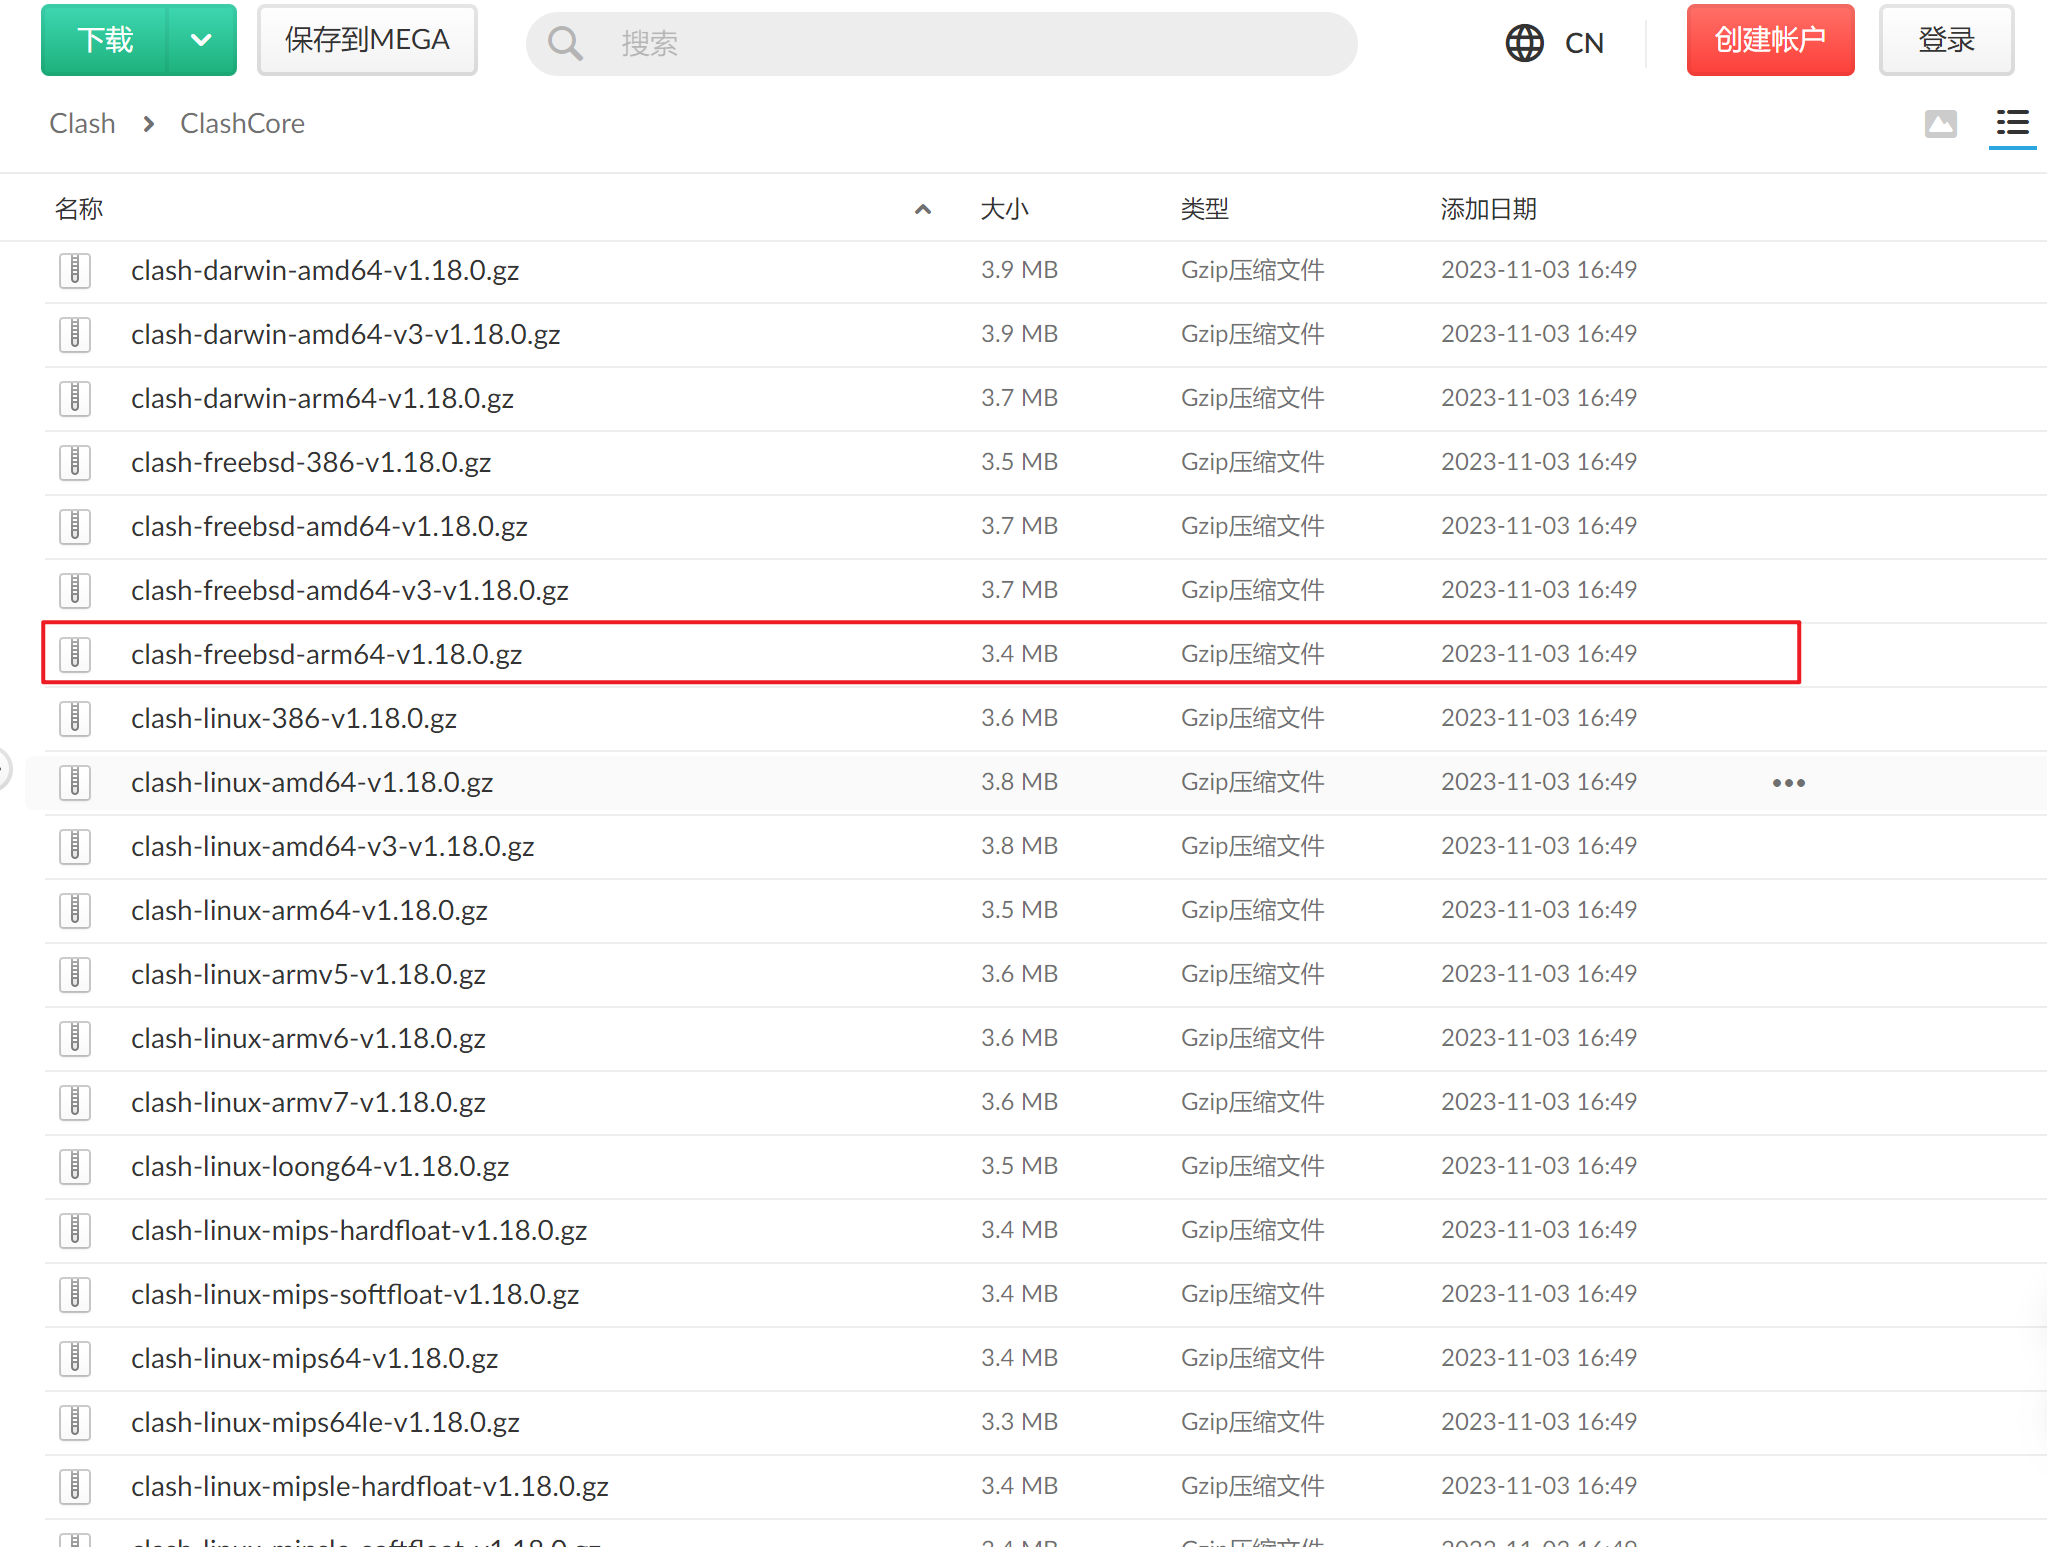 下载 保存到MEGA 搜索 CN 创建帐户 登录
Clash > ClashCore
名称 大小 类型 添加日期
clash-darwin-amd64-v1.18.0.gz 3.9 MB Gzip压缩文件 2023-11-03 16:49
clash-darwin-amd64-v3-v1.18.0.gz 3.9 MB Gzip压缩文件 2023-11-03 16:49
clash-darwin-arm64-v1.18.0.gz 3.7 MB Gzip压缩文件 2023-11-03 16:49
clash-freebsd-386-v1.18.0.gz 3.5 MB Gzip压缩文件 2023-11-03 16:49
clash-freebsd-amd64-v1.18.0.gz 3.7 MB Gzip压缩文件 2023-11-03 16:49
clash-freebsd-amd64-v3-v1.18.0.gz 3.7 MB Gzip压缩文件 2023-11-03 16:49
clash-freebsd-arm64-v1.18.0.gz 3.4 MB Gzip压缩文件 2023-11-03 16:49
clash-linux-386-v1.18.0.gz 3.6 MB Gzip压缩文件 2023-11-03 16:49
clash-linux-amd64-v1.18.0.gz 3.8 MB Gzip压缩文件 2023-11-03 16:49
clash-linux-amd64-v3-v1.18.0.gz 3.8 MB Gzip压缩文件 2023-11-03 16:49
clash-linux-arm64-v1.18.0.gz 3.5 MB Gzip压缩文件 2023-11-03 16:49
clash-linux-armv5-v1.18.0.gz 3.6 MB Gzip压缩文件 2023-11-03 16:49
clash-linux-armv6-v1.18.0.gz 3.6 MB Gzip压缩文件 2023-11-03 16:49
clash-linux-armv7-v1.18.0.gz 3.6 MB Gzip压缩文件 2023-11-03 16:49
clash-linux-loong64-v1.18.0.gz 3.5 MB Gzip压缩文件 2023-11-03 16:49
clash-linux-mips-hardfloat-v1.18.0.gz 3.4 MB Gzip压缩文件 2023-11-03 16:49
clash-linux-mips-softfloat-v1.18.0.gz 3.4 MB Gzip压缩文件 2023-11-03 16:49
clash-linux-mips64-v1.18.0.gz 3.4 MB Gzip压缩文件 2023-11-03 16:49
clash-linux-mips64le-v1.18.0.gz 3.3 MB Gzip压缩文件 2023-11-03 16:49
clash-linux-mipsle-hardfloat-v1.18.0.gz 3.4 MB Gzip压缩文件 2023-11-03 16:49
clash-linux-mipsle-softfloat-v1.18.0.gz 3.4 MB Gzip压缩文件 2023-11-03 16:49